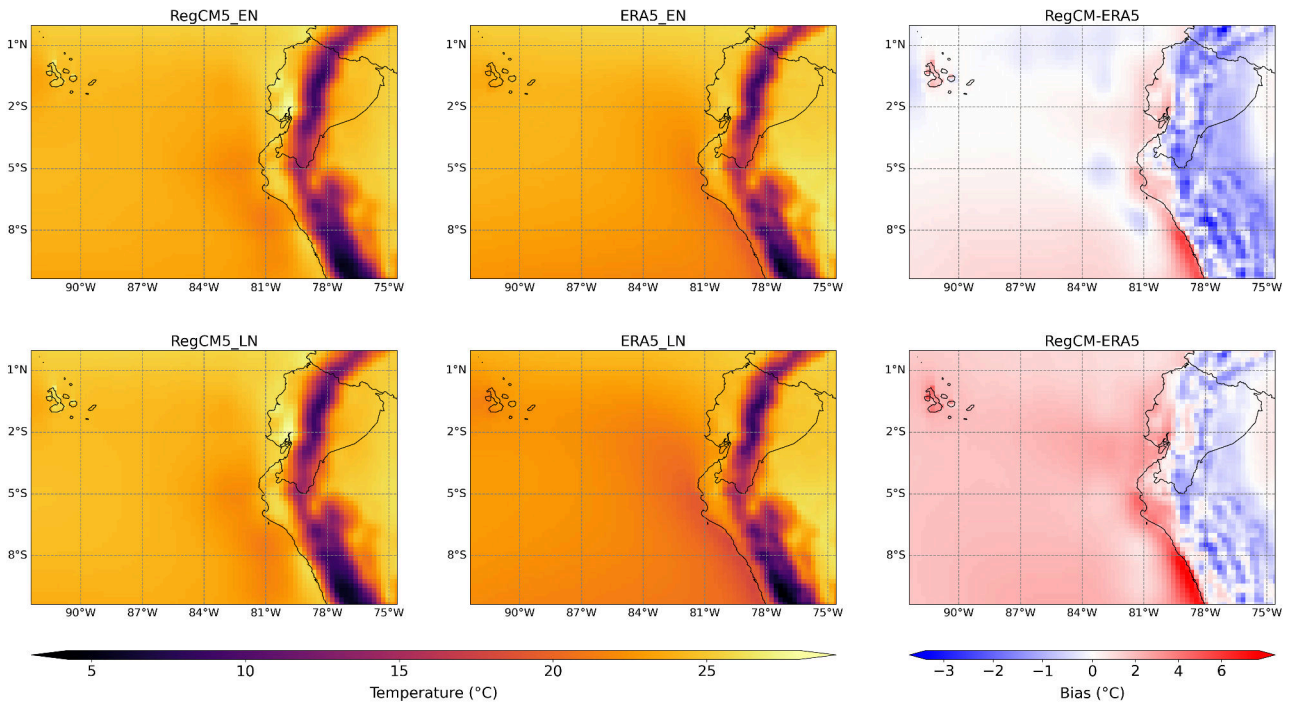 RegCM5_EN
ERA5_EN
RegCM-ERA5
1°N
2°S
5°S
8°S
90°W 87°W 84°W 81°W 78°W 75°W
1°N
2°S
5°S
8°S
90°W 87°W 84°W 81°W 78°W 75°W
1°N
2°S
5°S
8°S
90°W 87°W 84°W 81°W 78°W 75°W
RegCM5_LN
ERA5_LN
RegCM-ERA5
1°N
2°S
5°S
8°S
90°W 87°W 84°W 81°W 78°W 75°W
1°N
2°S
5°S
8°S
90°W 87°W 84°W 81°W 78°W 75°W
1°N
2°S
5°S
8°S
90°W 87°W 84°W 81°W 78°W 75°W
5 10 15 20 25
Temperature (°C)
−3 −2 −1 0 2 4 6
Bias (°C)